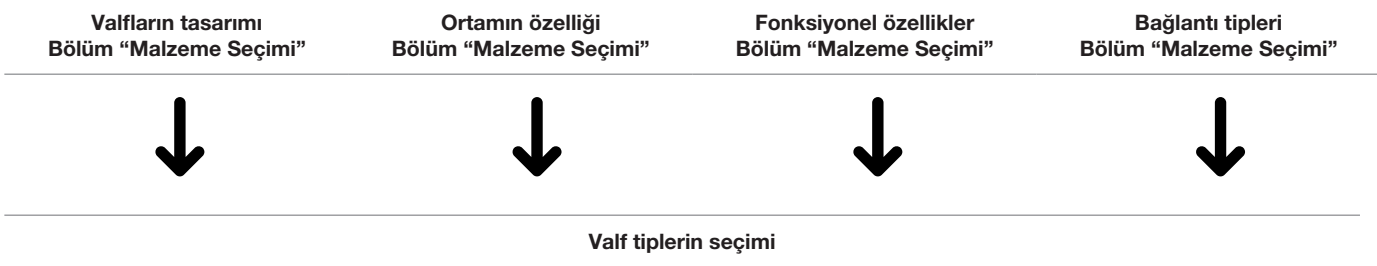 Valfların tasarımı
Bölüm “Malzeme Seçimi”
Ortamın özelliği
Bölüm “Malzeme Seçimi”
Fonksiyonel özellikler
Bölüm “Malzeme Seçimi”
Bağlantı tipleri
Bölüm “Malzeme Seçimi”
Valf tiplerin seçimi